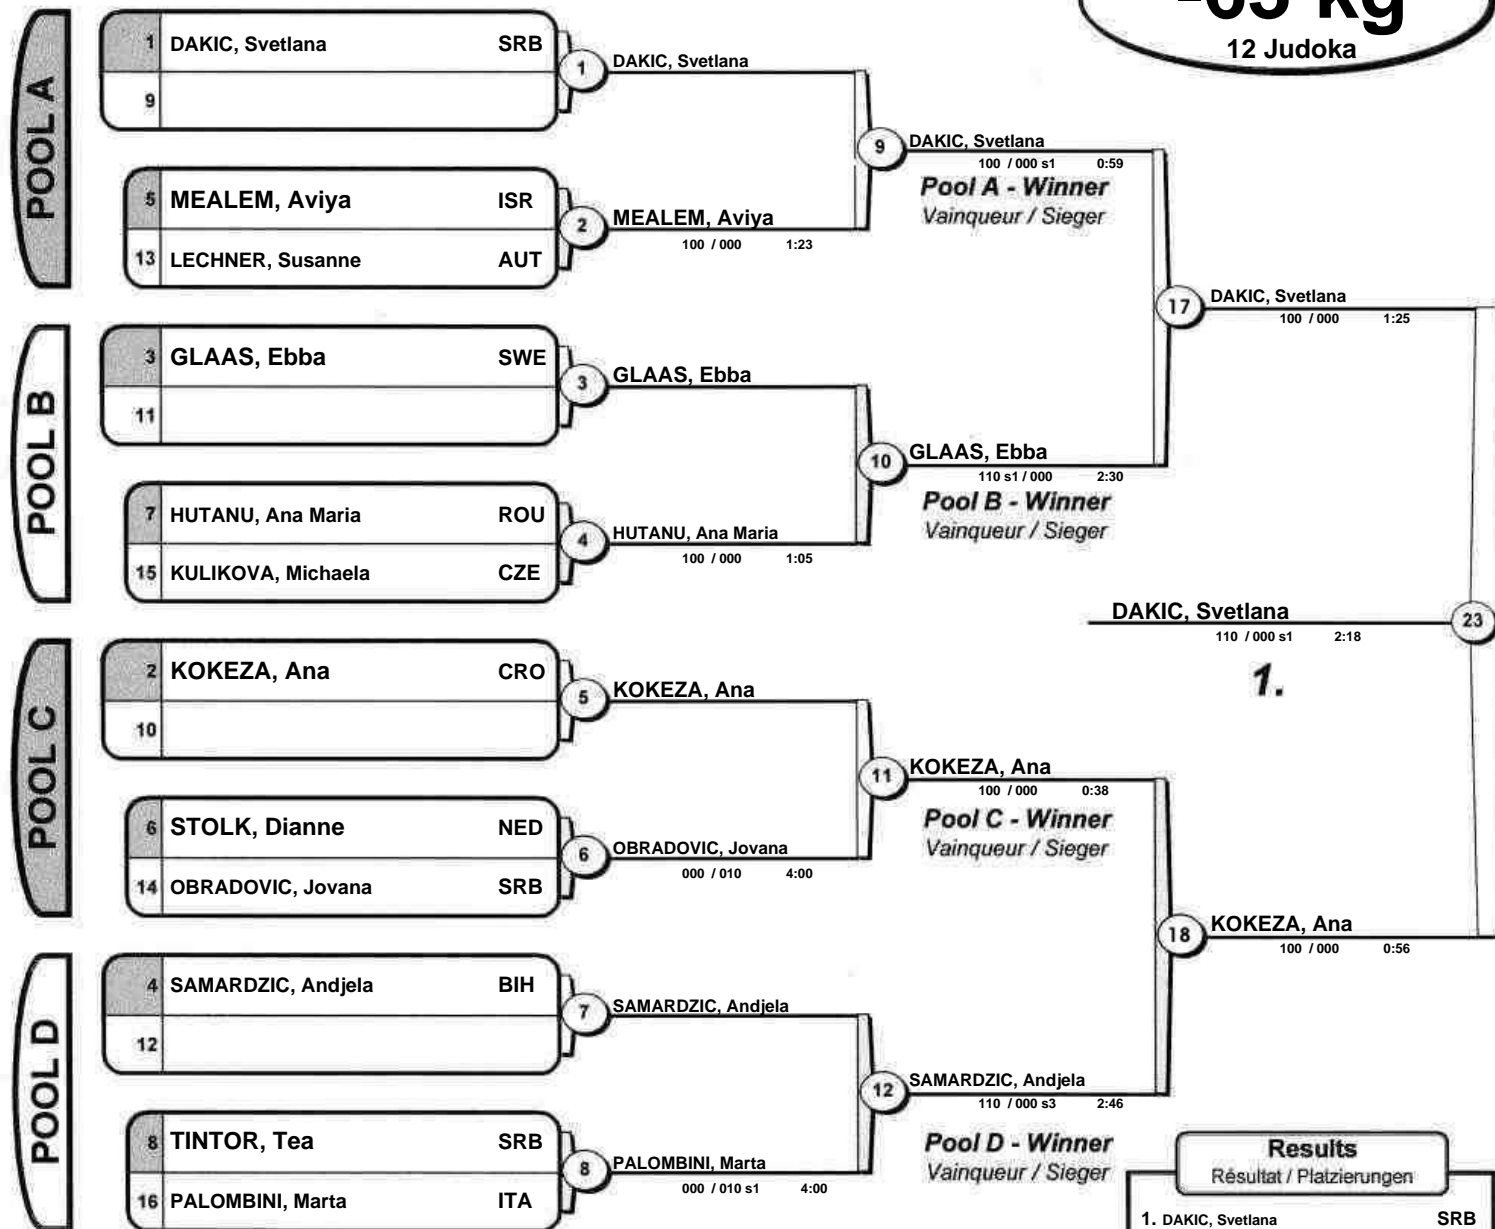 -63 kg
12 Judoka
POOL A
1 DAKIC, Svetlana SRB
9
1 DAKIC, Svetlana
5 MEALEM, Aviya ISR
13 LECHNER, Susanne AUT
2 MEALEM, Aviya
100 / 000 1:23
9 DAKIC, Svetlana
100 / 000 s1 0:59
Pool A - Winner
Vainqueur / Sieger
POOL B
3 GLAAS, Ebba SWE
11
3 GLAAS, Ebba
7 HUTANU, Ana Maria ROU
15 KULIKOVA, Michaela CZE
4 HUTANU, Ana Maria
100 / 000 1:05
10 GLAAS, Ebba
110 s1 / 000 2:30
Pool B - Winner
Vainqueur / Sieger
17 DAKIC, Svetlana
100 / 000 1:25
DAKIC, Svetlana 23
110 / 000 s1 2:18
1.
POOL C
2 KOKEZA, Ana CRO
10
5 KOKEZA, Ana
6 STOLK, Dianne NED
14 OBRADOVIC, Jovana SRB
6 OBRADOVIC, Jovana
000 / 010 4:00
11 KOKEZA, Ana
100 / 000 0:38
Pool C - Winner
Vainqueur / Sieger
POOL D
4 SAMARDZIC, Andjela BIH
12
7 SAMARDZIC, Andjela
8 TINTOR, Tea SRB
16 PALOMBINI, Marta ITA
8 PALOMBINI, Marta
000 / 010 s1 4:00
12 SAMARDZIC, Andjela
110 / 000 s3 2:46
Pool D - Winner
Vainqueur / Sieger
18 KOKEZA, Ana
100 / 000 0:56
Results
Résultat / Platzierungen
1. DAKIC, Svetlana SRB